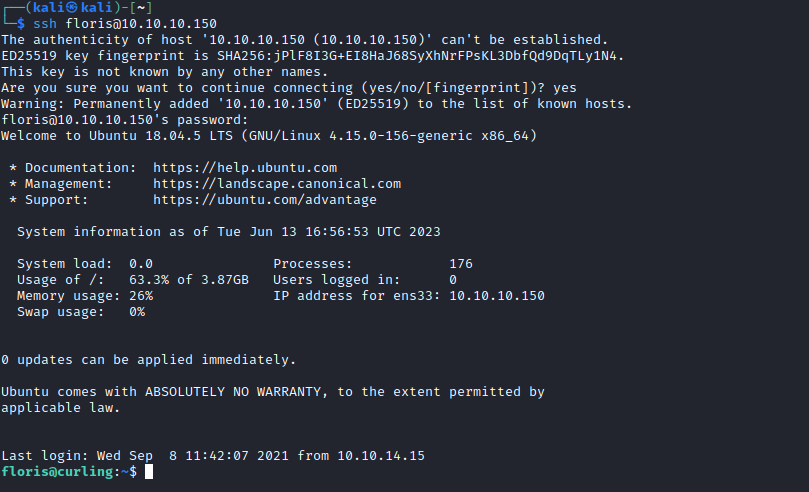 ┌──(kali㉿kali)-[~]
└─$ ssh floris@10.10.10.150
The authenticity of host '10.10.10.150 (10.10.10.150)' can't be established.
ED25519 key fingerprint is SHA256:jPlF8I3G+EI8HaJ68SyXhNrFPsKL3DbfQd9DqTLy1N4.
This key is not known by any other names.
Are you sure you want to continue connecting (yes/no/[fingerprint])? yes
Warning: Permanently added '10.10.10.150' (ED25519) to the list of known hosts.
floris@10.10.10.150's password:
Welcome to Ubuntu 18.04.5 LTS (GNU/Linux 4.15.0-156-generic x86_64)

 * Documentation:  https://help.ubuntu.com
 * Management:     https://landscape.canonical.com
 * Support:        https://ubuntu.com/advantage

  System information as of Tue Jun 13 16:56:53 UTC 2023

  System load:  0.0               Processes:            176
  Usage of /:   63.3% of 3.87GB   Users logged in:      0
  Memory usage: 26%               IP address for ens33: 10.10.10.150
  Swap usage:   0%


0 updates can be applied immediately.

Ubuntu comes with ABSOLUTELY NO WARRANTY, to the extent permitted by
applicable law.


Last login: Wed Sep  8 11:42:07 2021 from 10.10.14.15
floris@curling:~$